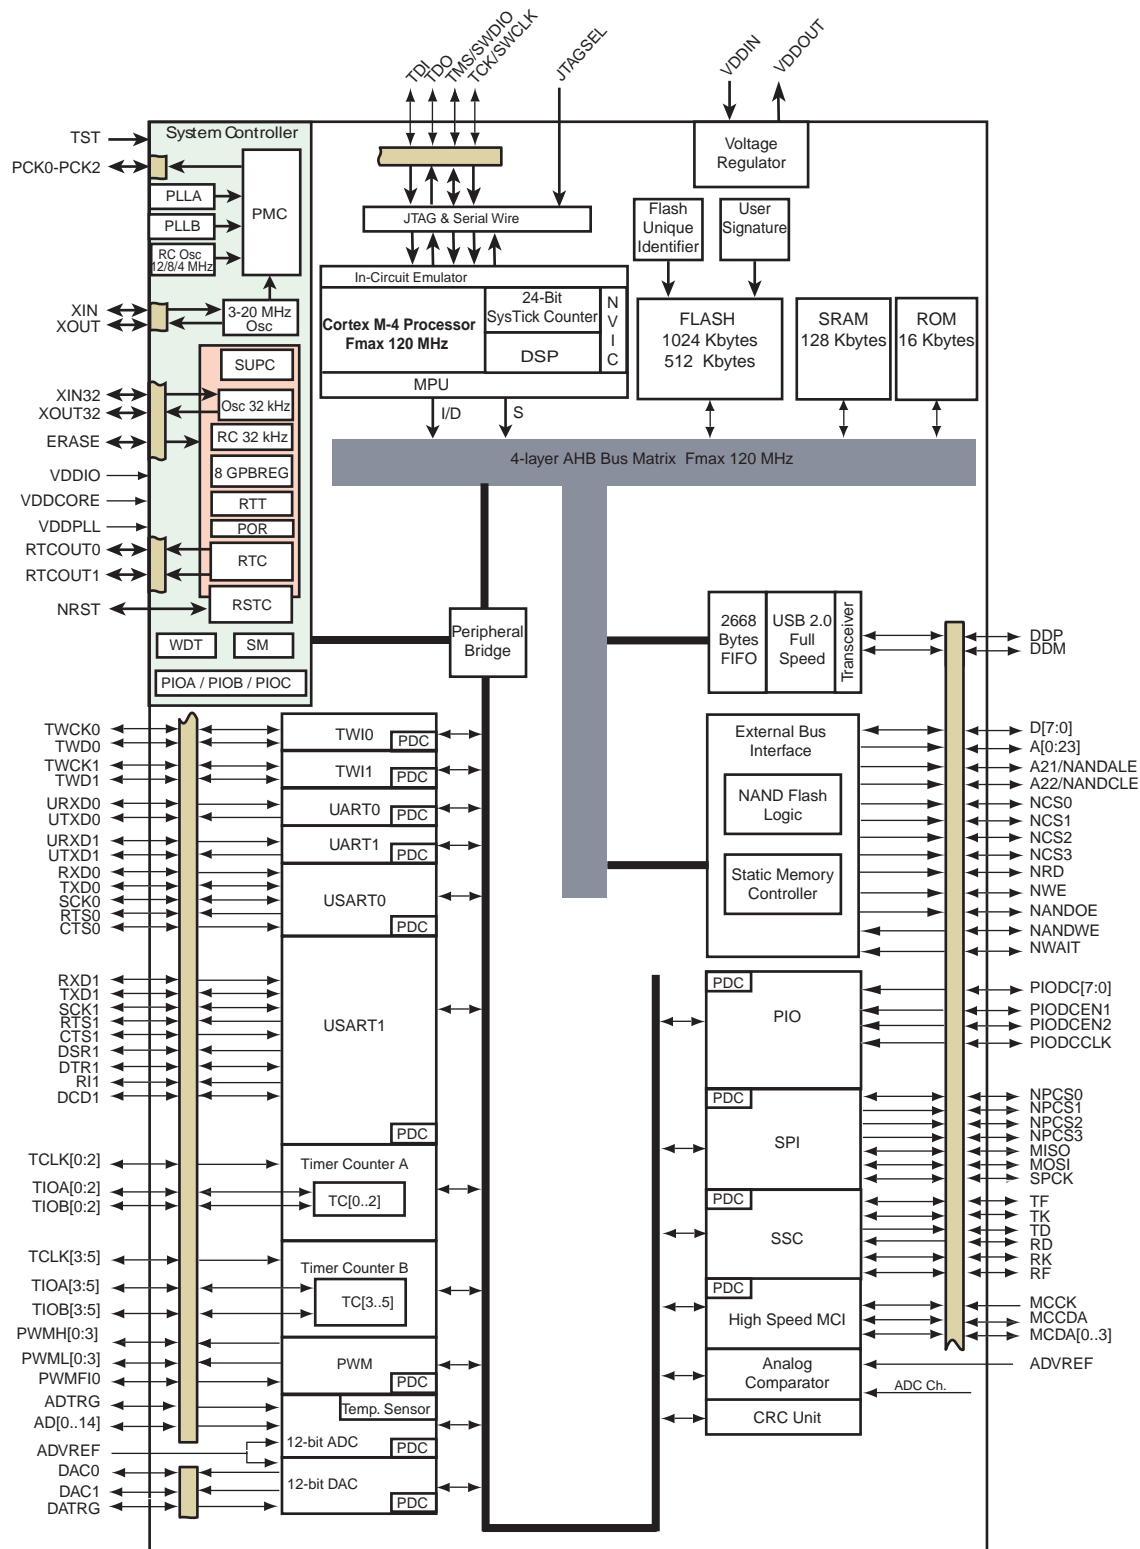 TDI
TDO
TMS/SWDIO
TCK/SWCLK
JTAGSEL
VDDIN
VDDOUT
System Controller
TST
PCK0-PCK2
PLLA
PLLB
RC Osc
12/8/4 MHz
PMC
XIN
XOUT
3-20 MHz
Osc
SUPC
XIN32
XOUT32
ERASE
Osc 32 kHz
RC 32 kHz
8 GPBREG
RTT
POR
RTC
RSTC
VDDIO
VDDCORE
VDDPLL
RTCOUT0
RTCOUT1
NRST
WDT
SM
PIOA / PIOB / PIOC
Voltage
Regulator
JTAG & Serial Wire
Flash
Unique
Identifier
User
Signature
In-Circuit Emulator
Cortex M-4 Processor
Fmax 120 MHz
24-Bit
SysTick Counter
DSP
N
V
I
C
MPU
FLASH
1024 Kbytes
512 Kbytes
SRAM
128 Kbytes
ROM
16 Kbytes
I/D
S
4-layer AHB Bus Matrix Fmax 120 MHz
Peripheral
Bridge
2668
Bytes
FIFO
USB 2.0
Full
Speed
Transceiver
DDP
DDM
TWCK0
TWD0
TWI0
PDC
TWCK1
TWD1
TWI1
PDC
URXD0
UTXD0
UART0
PDC
URXD1
UTXD1
UART1
PDC
RXD0
TXD0
SCK0
RTS0
CTS0
USART0
PDC
RXD1
TXD1
SCK1
RTS1
CTS1
DSR1
DTR1
RI1
DCD1
USART1
PDC
TCLK[0:2]
TIOA[0:2]
TIOB[0:2]
Timer Counter A
TC[0..2]
TCLK[3:5]
TIOA[3:5]
TIOB[3:5]
Timer Counter B
TC[3..5]
PWMH[0:3]
PWML[0:3]
PWMFI0
PWM
PDC
ADTRG
AD[0..14]
ADVREF
Temp. Sensor
12-bit ADC
PDC
DAC0
DAC1
DATRG
12-bit DAC
PDC
External Bus
Interface
NAND Flash
Logic
Static Memory
Controller
D[7:0]
A[0:23]
A21/NANDALE
A22/NANDCLE
NCS0
NCS1
NCS2
NCS3
NRD
NWE
NANDOE
NANDWE
NWAIT
PDC
PIO
PIODC[7:0]
PIODCEN1
PIODCEN2
PIODCCLK
PDC
SPI
NPCS0
NPCS1
NPCS2
NPCS3
MISO
MOSI
SPCK
PDC
SSC
TF
TK
TD
RD
RK
RF
PDC
High Speed MCI
MCCK
MCCDA
MCDA[0..3]
Analog
Comparator
ADVREF
ADC Ch.
CRC Unit